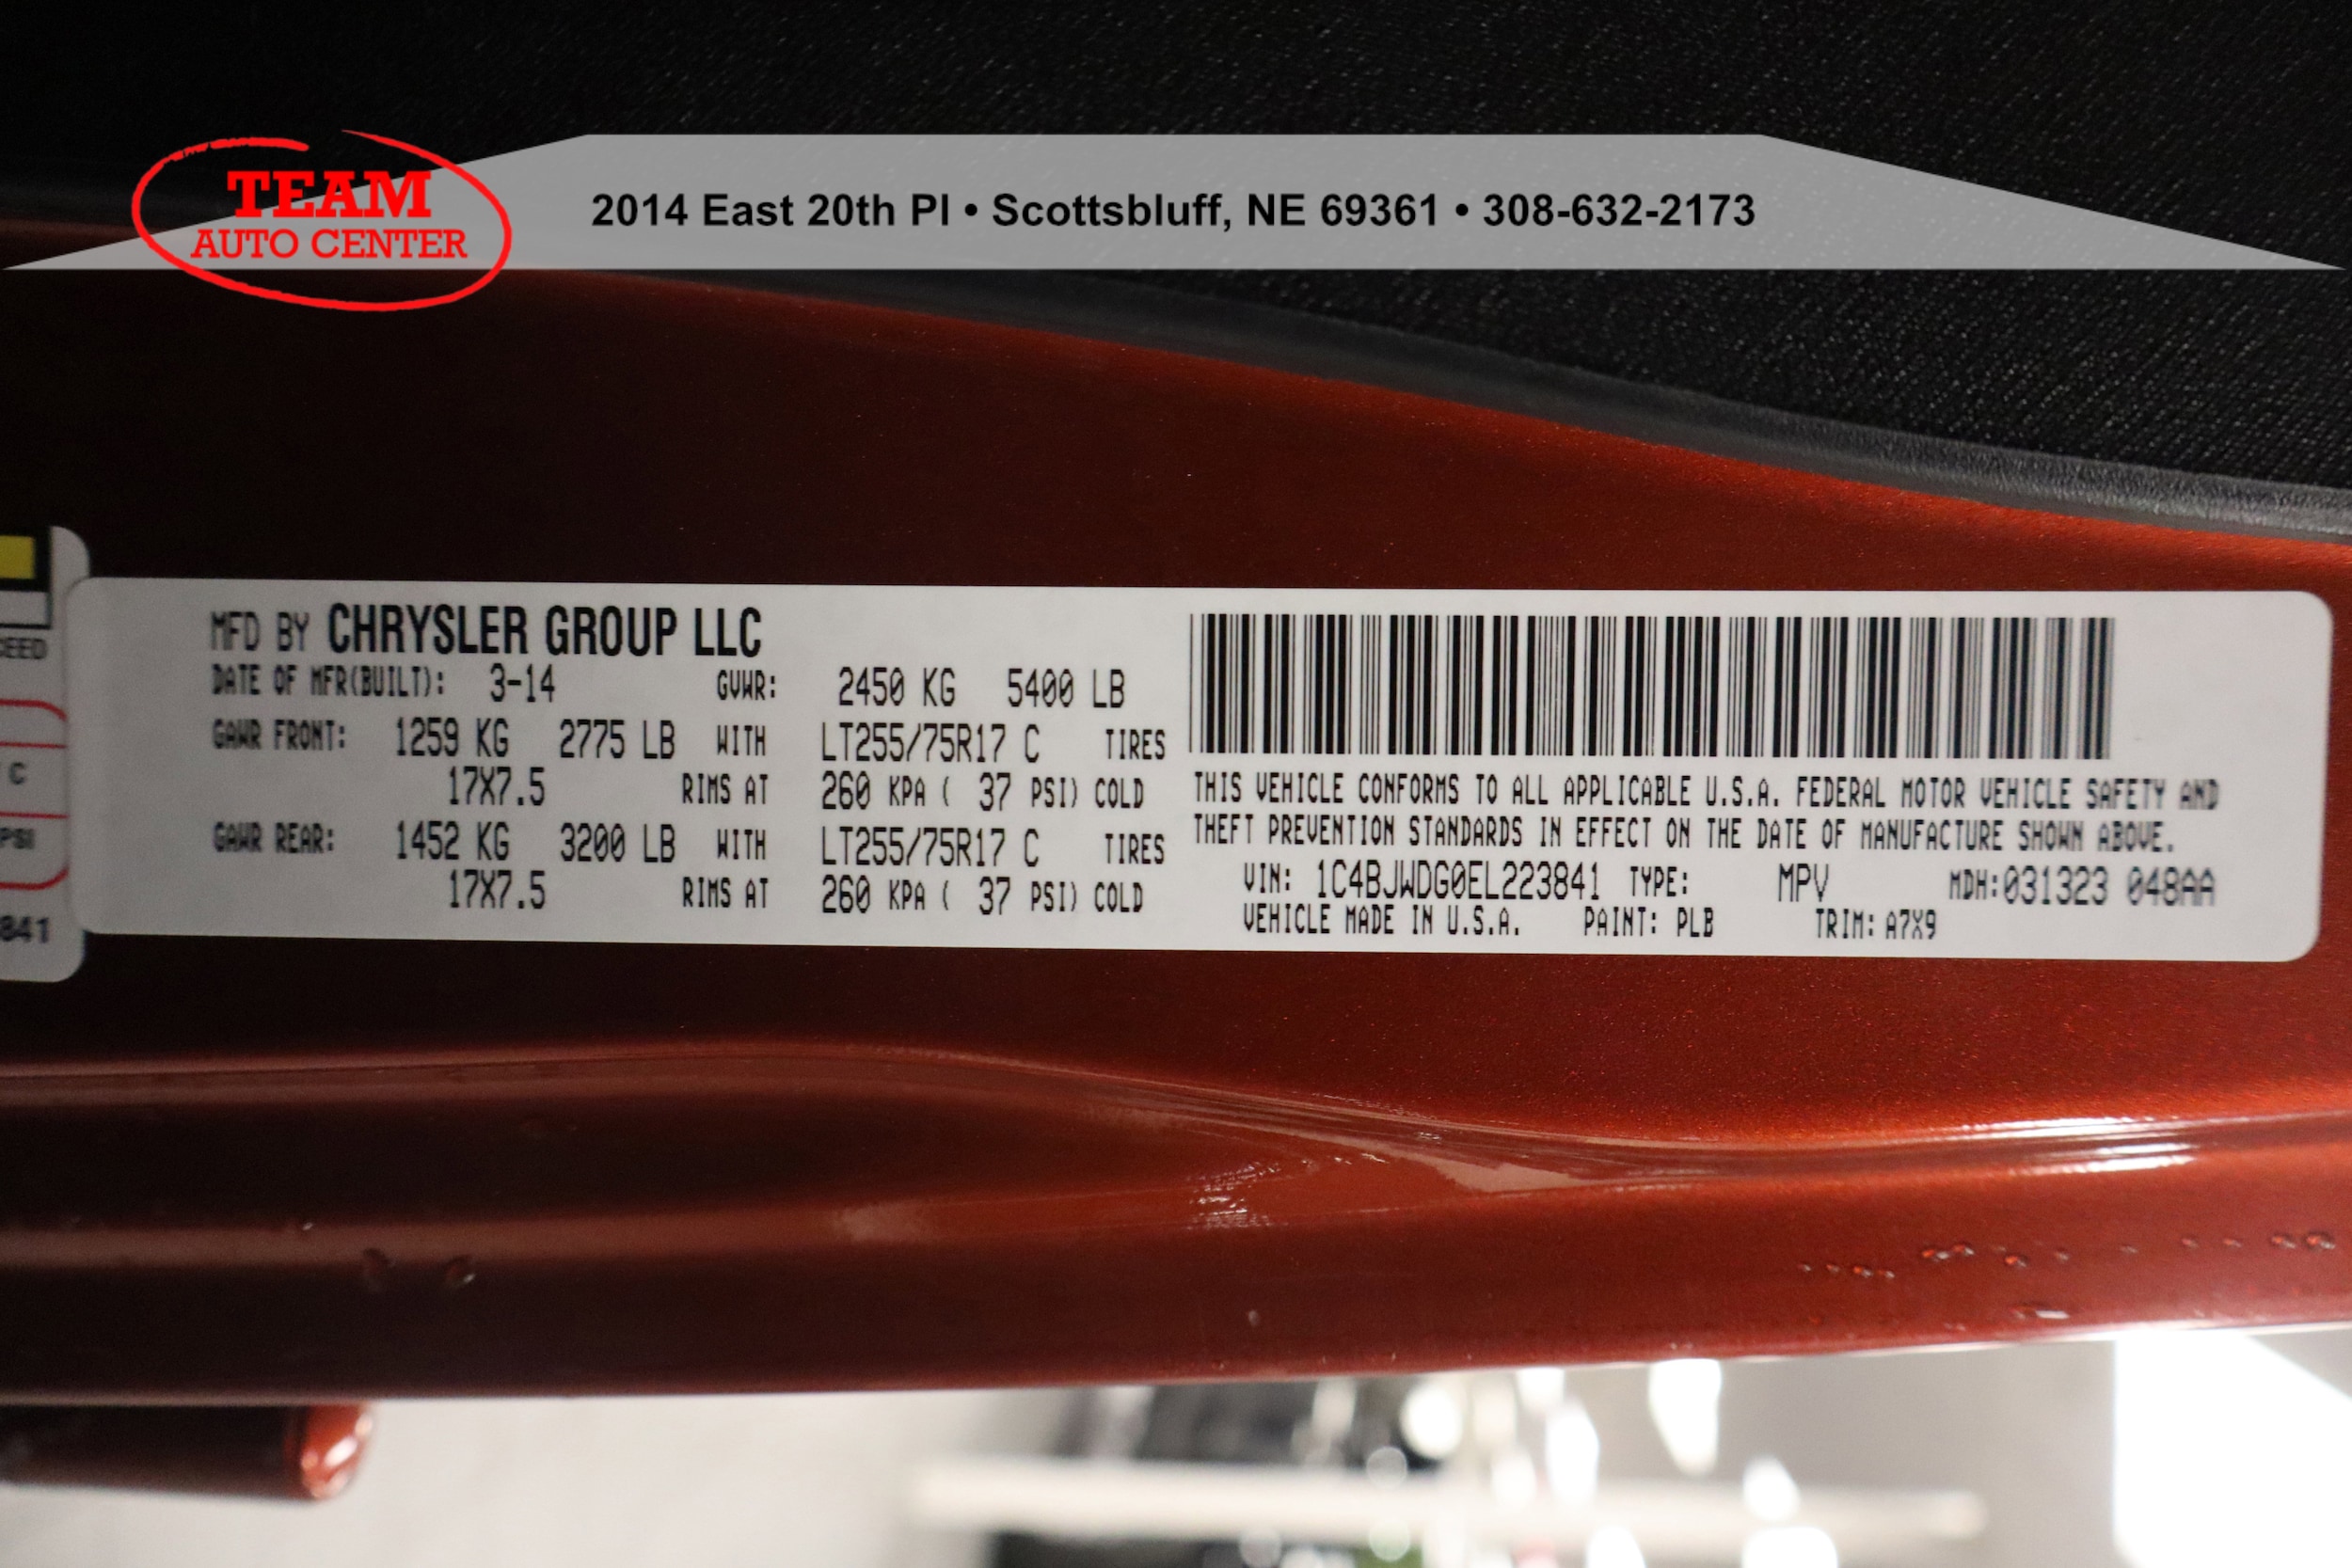 TEAM
AUTO CENTER
2014 East 20th Pl • Scottsbluff, NE 69361 • 308-632-2173
MFD BY CHRYSLER GROUP LLC
DATE OF MFR(BUILT): 3-14 GVWR: 2450 KG 5400 LB
GAWR FRONT: 1259 KG 2775 LB WITH LT255/75R17 C TIRES
17X7.5 RIMS AT 260 KPA ( 37 PSI) COLD
GAWR REAR: 1452 KG 3200 LB WITH LT255/75R17 C TIRES
17X7.5 RIMS AT 260 KPA ( 37 PSI) COLD
THIS VEHICLE CONFORMS TO ALL APPLICABLE U.S.A. FEDERAL MOTOR VEHICLE SAFETY AND
THEFT PREVENTION STANDARDS IN EFFECT ON THE DATE OF MANUFACTURE SHOWN ABOVE.
VIN: 1C4BJWDG0EL223841 TYPE: MPV MDH:031323 048AA
VEHICLE MADE IN U.S.A. PAINT: PLB TRIM: A7X9
C
PSI
841